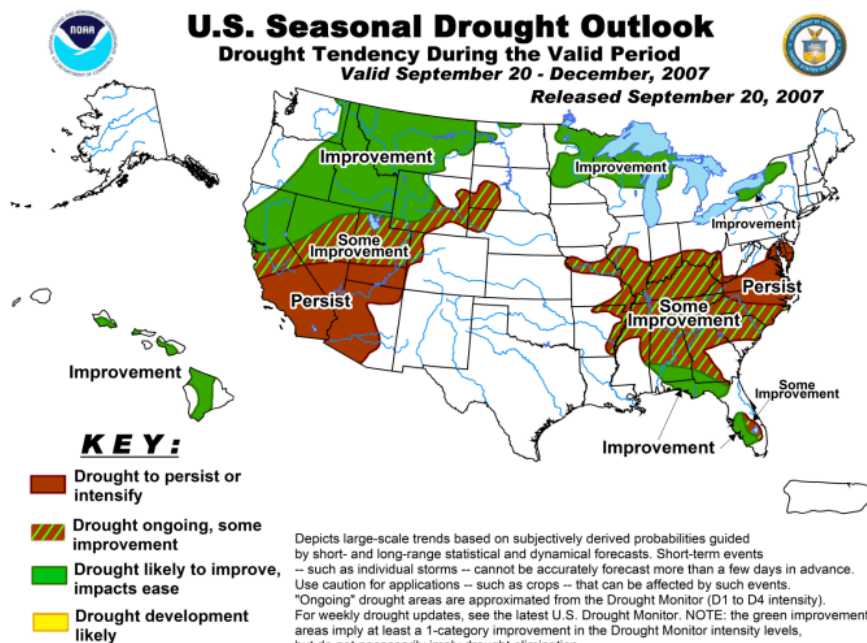 U.S. Seasonal Drought Outlook
Drought Tendency During the Valid Period
Valid September 20 - December, 2007
Released September 20, 2007
NOAA
Improvement
Improvement
Improvement
Some
Improvement
Persist
Persist
Some
Improvement
Some
Improvement
Improvement
Improvement
KEY:
Drought to persist or
intensify
Drought ongoing, some
improvement
Drought likely to improve,
impacts ease
Drought development
likely
Depicts large-scale trends based on subjectively derived probabilities guided
by short- and long-range statistical and dynamical forecasts. Short-term events
-- such as individual storms -- cannot be accurately forecast more than a few days in advance.
Use caution for applications -- such as crops -- that can be affected by such events.
"Ongoing" drought areas are approximated from the Drought Monitor (D1 to D4 intensity).
For weekly drought updates, see the latest U.S. Drought Monitor. NOTE: the green improvement
areas imply at least a 1-category improvement in the Drought Monitor intensity levels,